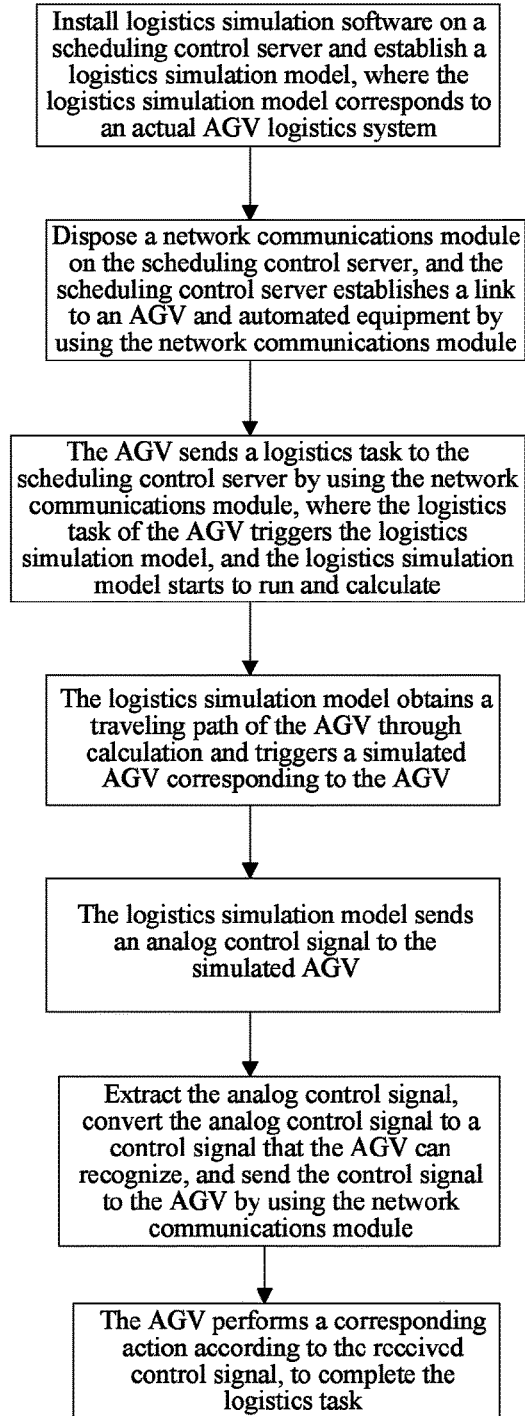 Install logistics simulation software on a
scheduling control server and establish a
logistics simulation model, where the
logistics simulation model corresponds to
an actual AGV logistics system
Dispose a network communications module
on the scheduling control server, and the
scheduling control server establishes a link
to an AGV and automated equipment by
using the network communications module
The AGV sends a logistics task to the
scheduling control server by using the network
communications module, where the logistics
task of the AGV triggers the logistics
simulation model, and the logistics simulation
model starts to run and calculate
The logistics simulation model obtains a
traveling path of the AGV through
calculation and triggers a simulated
AGV corresponding to the AGV
The logistics simulation model sends
an analog control signal to the
simulated AGV
Extract the analog control signal,
convert the analog control signal to a
control signal that the AGV can
recognize, and send the control signal
to the AGV by using the network
communications module
The AGV performs a corresponding
action according to the received
control signal, to complete the
logistics task